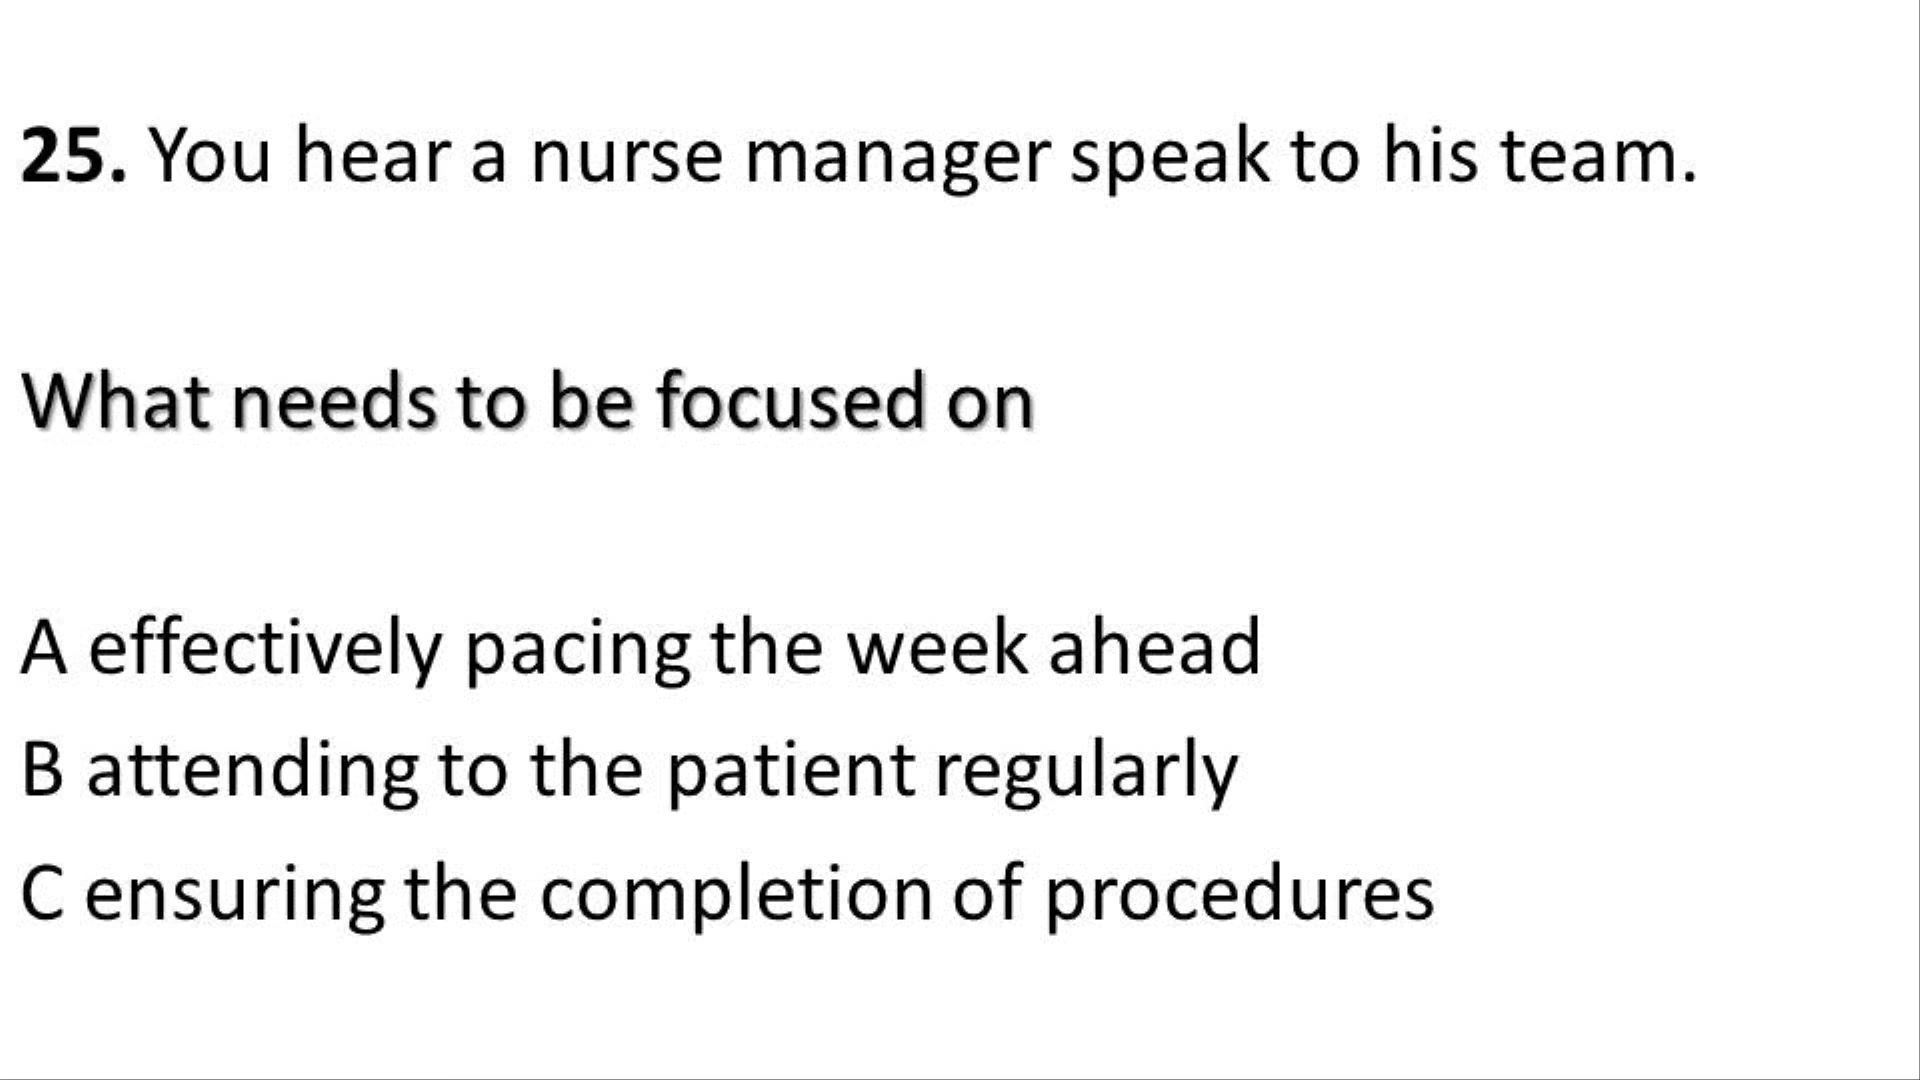 25. You hear a nurse manager speak to his team.
What needs to be focused on
A effectively pacing the week ahead
B attending to the patient regularly
C ensuring the completion of procedures